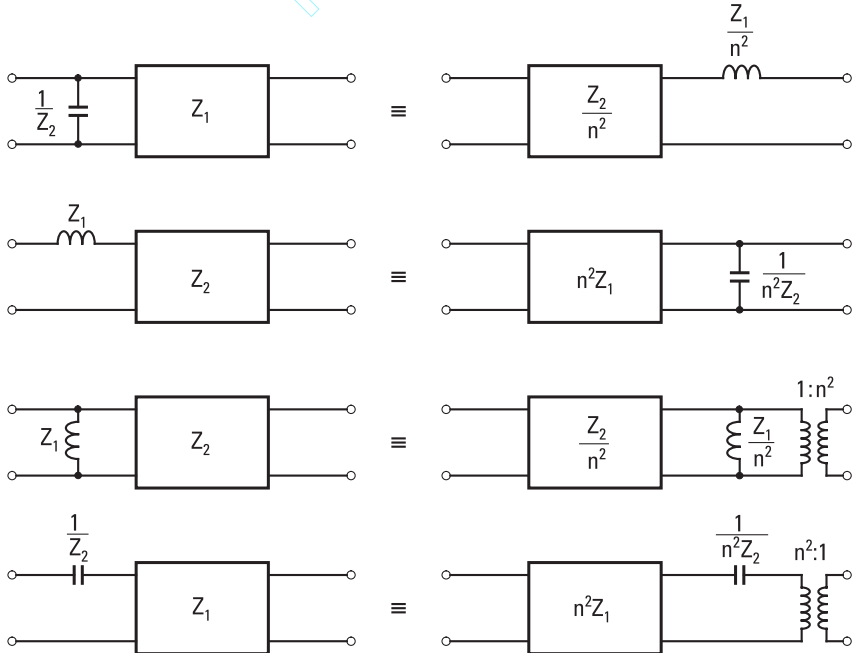 Z₁/n²
1/Z₂ Z₁ ≡ Z₂/n²
Z₁
Z₂ ≡ n²Z₁ 1/n²Z₂
1:n²
Z₁ Z₂ ≡ Z₂/n² Z₁/n²
1/Z₂ 1/n²Z₂ n²:1
Z₁ ≡ n²Z₁